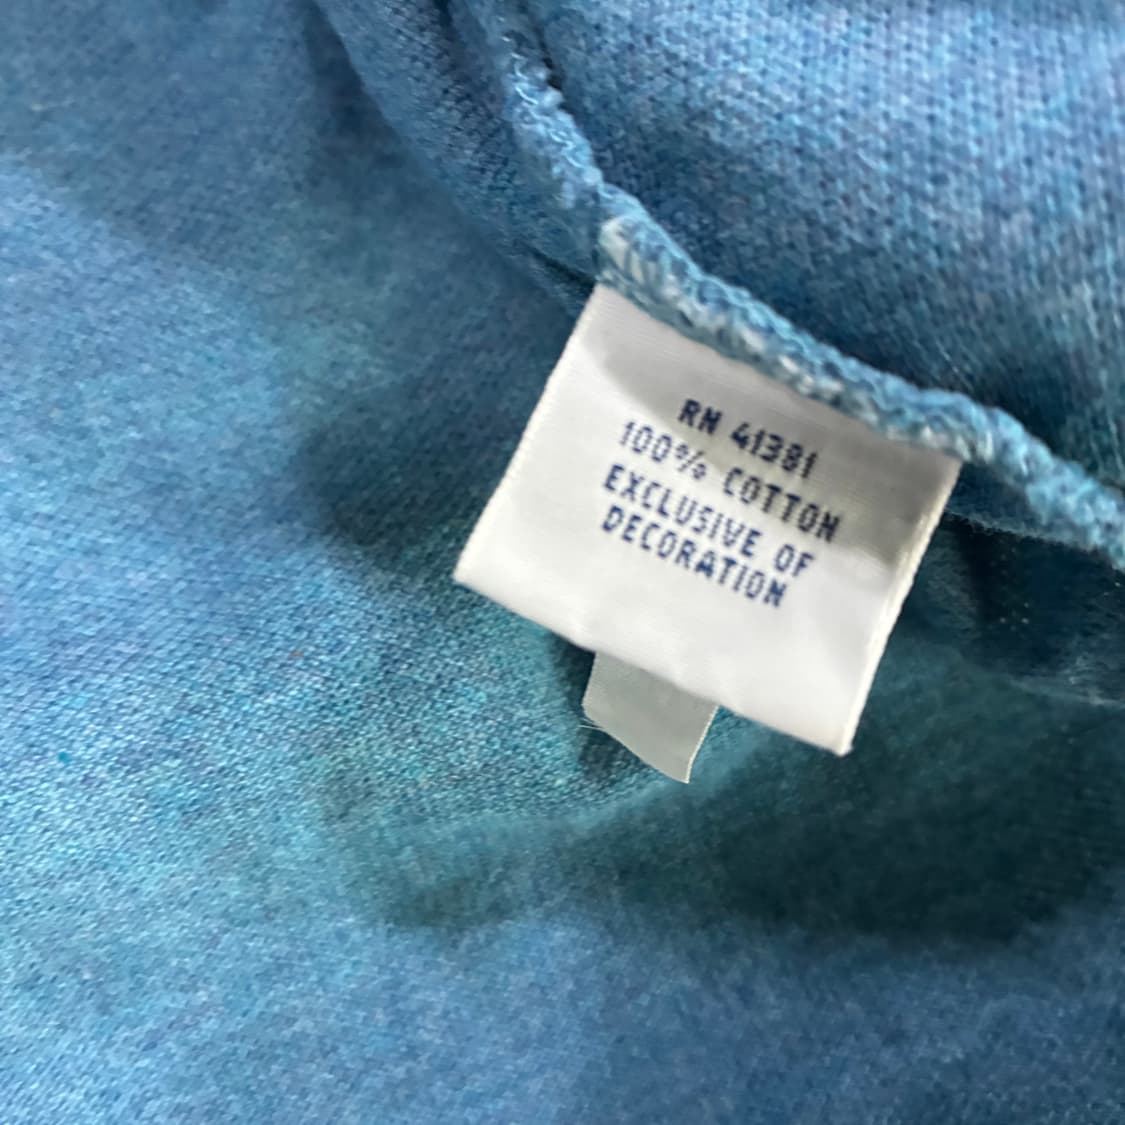 RN 41381
100% COTTON
EXCLUSIVE OF
DECORATION